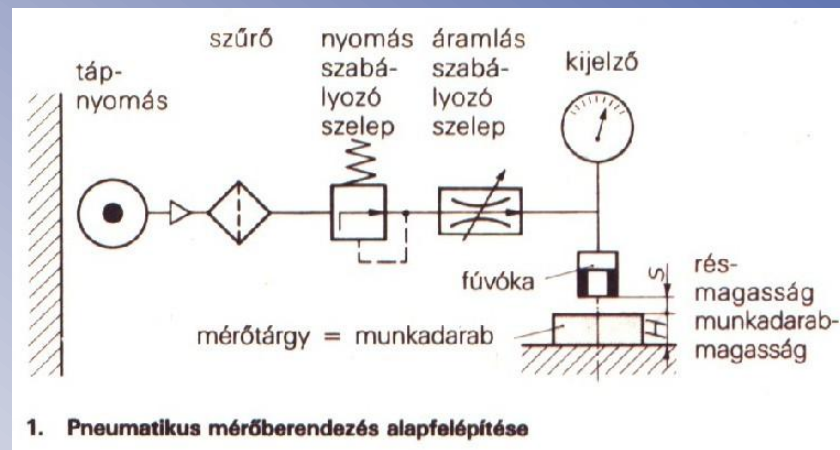 szűrő
nyomás
szabá-
lyozó
szelep
áramlás
szabá-
lyozó
szelep
kijelző
táp-
nyomás
fúvóka
S
rés-
magasság
mérőtárgy = munkadarab
H
munkadarab-
magasság
1. Pneumatikus mérőberendezés alapfelépítése